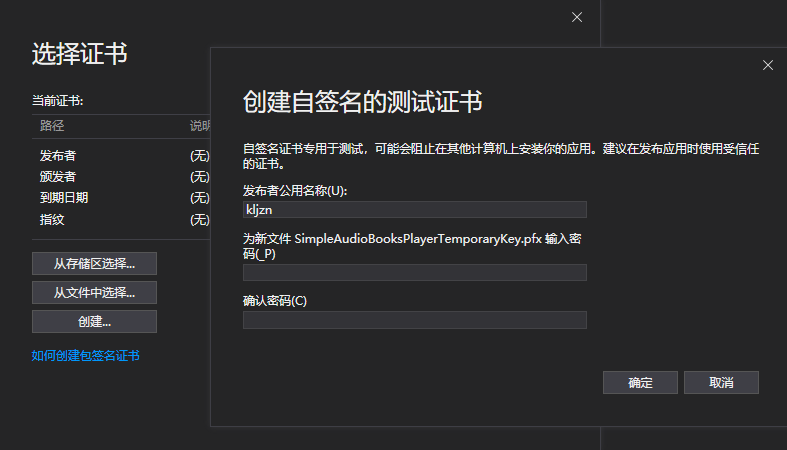 选择证书
当前证书:
路径 说明
发布者 (无)
颁发者 (无)
到期日期 (无)
指纹 (无)
从存储区选择...
从文件中选择...
创建...
如何创建包签名证书
创建自签名的测试证书
自签名证书专用于测试，可能会阻止在其他计算机上安装你的应用。建议在发布应用时使用受信任
的证书。
发布者公用名称(U):
kljzn
为新文件 SimpleAudioBooksPlayerTemporaryKey.pfx 输入密
码(_P)
确认密码(C)
确定 取消